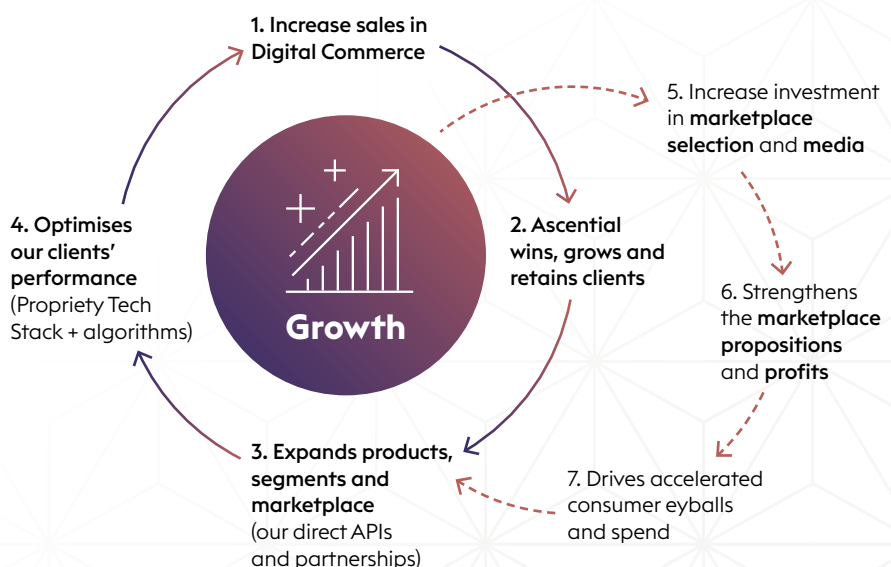 1. Increase sales in
Digital Commerce
5. Increase investment
in marketplace
selection and media
4. Optimises
our clients'
performance
(Propriety Tech
Stack + algorithms)
2. Ascential
wins, grows and
retains clients
Growth
6. Strengthens
the marketplace
propositions
and profits
3. Expands products,
segments and
marketplace
(our direct APIs
and partnerships)
7. Drives accelerated
consumer eyballs
and spend